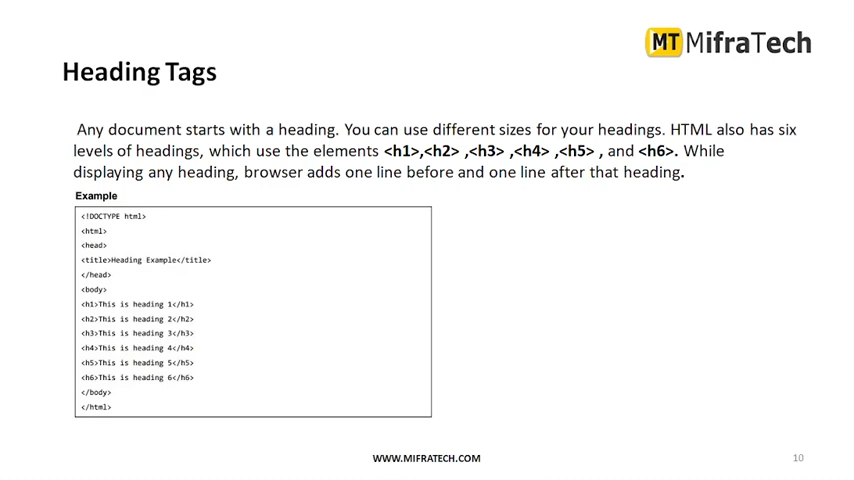 MT MifraTech
Heading Tags
Any document starts with a heading. You can use different sizes for your headings. HTML also has six
levels of headings, which use the elements <h1>,<h2> ,<h3> ,<h4> ,<h5> , and <h6>. While
displaying any heading, browser adds one line before and one line after that heading.
Example
<!DOCTYPE html>
<html>
<head>
<title>Heading Example</title>
</head>
<body>
<h1>This is heading 1</h1>
<h2>This is heading 2</h2>
<h3>This is heading 3</h3>
<h4>This is heading 4</h4>
<h5>This is heading 5</h5>
<h6>This is heading 6</h6>
</body>
</html>
WWW.MIFRATECH.COM
10